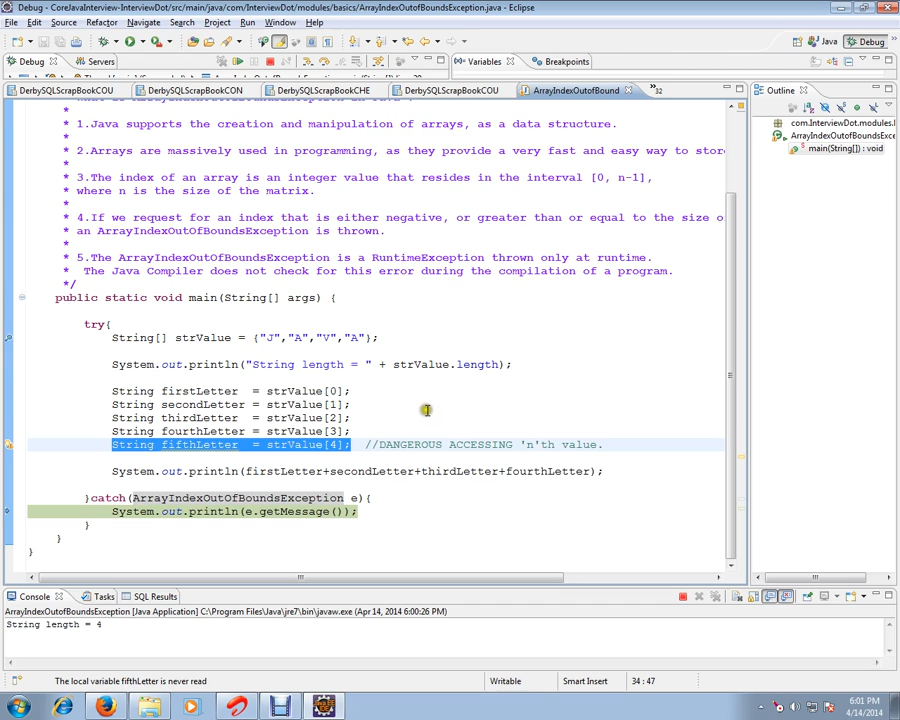 Debug - CoreJavaInterview-InterviewDot/src/main/java/com/InterviewDot/modules/basics/ArrayIndexOutofBoundsException.java - Eclipse
File Edit Source Refactor Navigate Search Project Run Window Help
Java Debug
Debug Servers Variables Breakpoints
DerbySQLScrapBookCOU DerbySQLScrapBookCON DerbySQLScrapBookCHE DerbySQLScrapBookCOU ArrayIndexOutofBound 32 Outline
* 1.Java supports the creation and manipulation of arrays, as a data structure.
*
* 2.Arrays are massively used in programming, as they provide a very fast and easy way to stor
*
* 3.The index of an array is an integer value that resides in the interval [0, n-1],
* where n is the size of the matrix.
*
* 4.If we request for an index that is either negative, or greater than or equal to the size o
* an ArrayIndexOutOfBoundsException is thrown.
*
* 5.The ArrayIndexOutOfBoundsException is a RuntimeException thrown only at runtime.
* The Java Compiler does not check for this error during the compilation of a program.
*/
public static void main(String[] args) {
try{
String[] strValue = {"J","A","V","A"};
System.out.println("String length = " + strValue.length);
String firstLetter = strValue[0];
String secondLetter = strValue[1];
String thirdLetter = strValue[2];
String fourthLetter = strValue[3];
String fifthLetter = strValue[4]; //DANGEROUS ACCESSING 'n'th value.
System.out.println(firstLetter+secondLetter+thirdLetter+fourthLetter);
}catch(ArrayIndexOutOfBoundsException e){
System.out.println(e.getMessage());
}
}
}
com.InterviewDot.modules.
ArrayIndexOutofBoundsExce
main(String[]) : void
Console Tasks SQL Results
ArrayIndexOutofBoundsException [Java Application] C:\Program Files\Java\jre7\bin\javaw.exe (Apr 14, 2014 6:00:26 PM)
String length = 4
The local variable fifthLetter is never read Writable Smart Insert 34 : 47
6:01 PM
4/14/2014